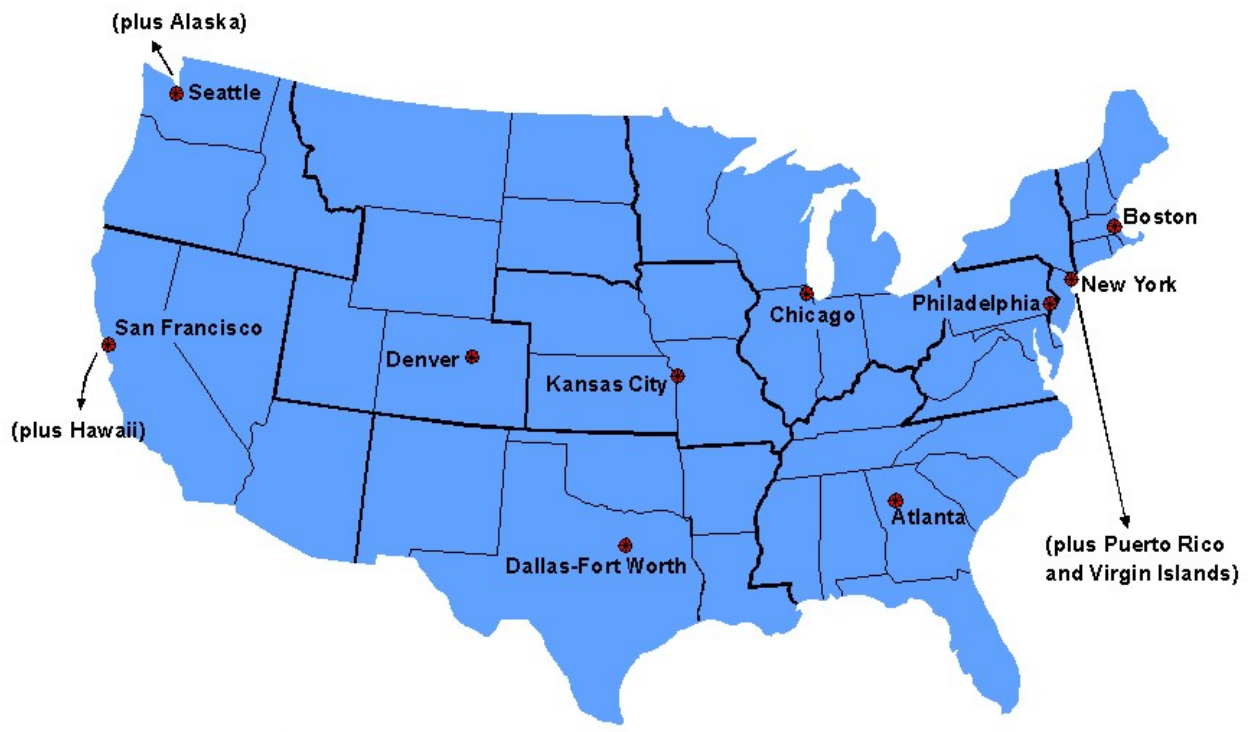 (plus Alaska)
Seattle
Boston
New York
Philadelphia
Chicago
San Francisco
Denver
Kansas City
(plus Hawaii)
Atlanta
Dallas-Fort Worth
(plus Puerto Rico
and Virgin Islands)